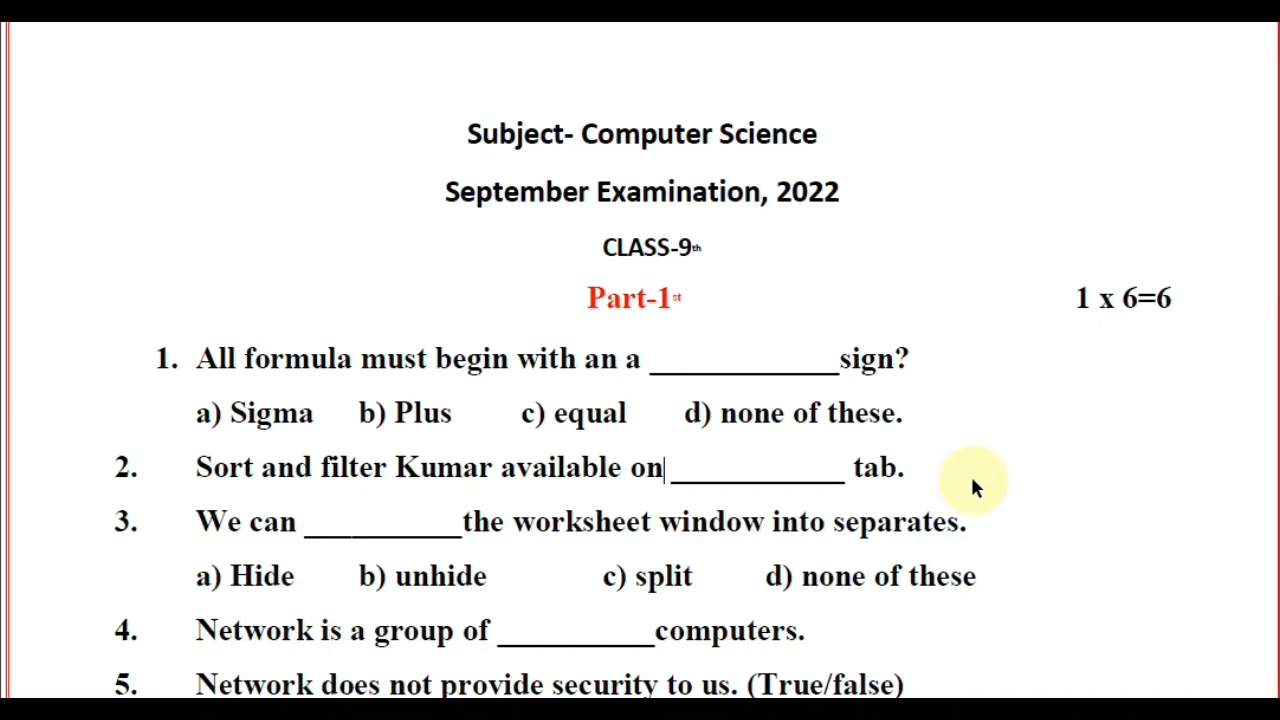 Subject- Computer Science
September Examination, 2022
CLASS-9th
Part-1st 1 x 6=6
1. All formula must begin with an a ____________sign?
a) Sigma b) Plus c) equal d) none of these.
2. Sort and filter Kumar available on ___________ tab.
3. We can __________the worksheet window into separates.
a) Hide b) unhide c) split d) none of these
4. Network is a group of __________computers.
5. Network does not provide security to us. (True/false)